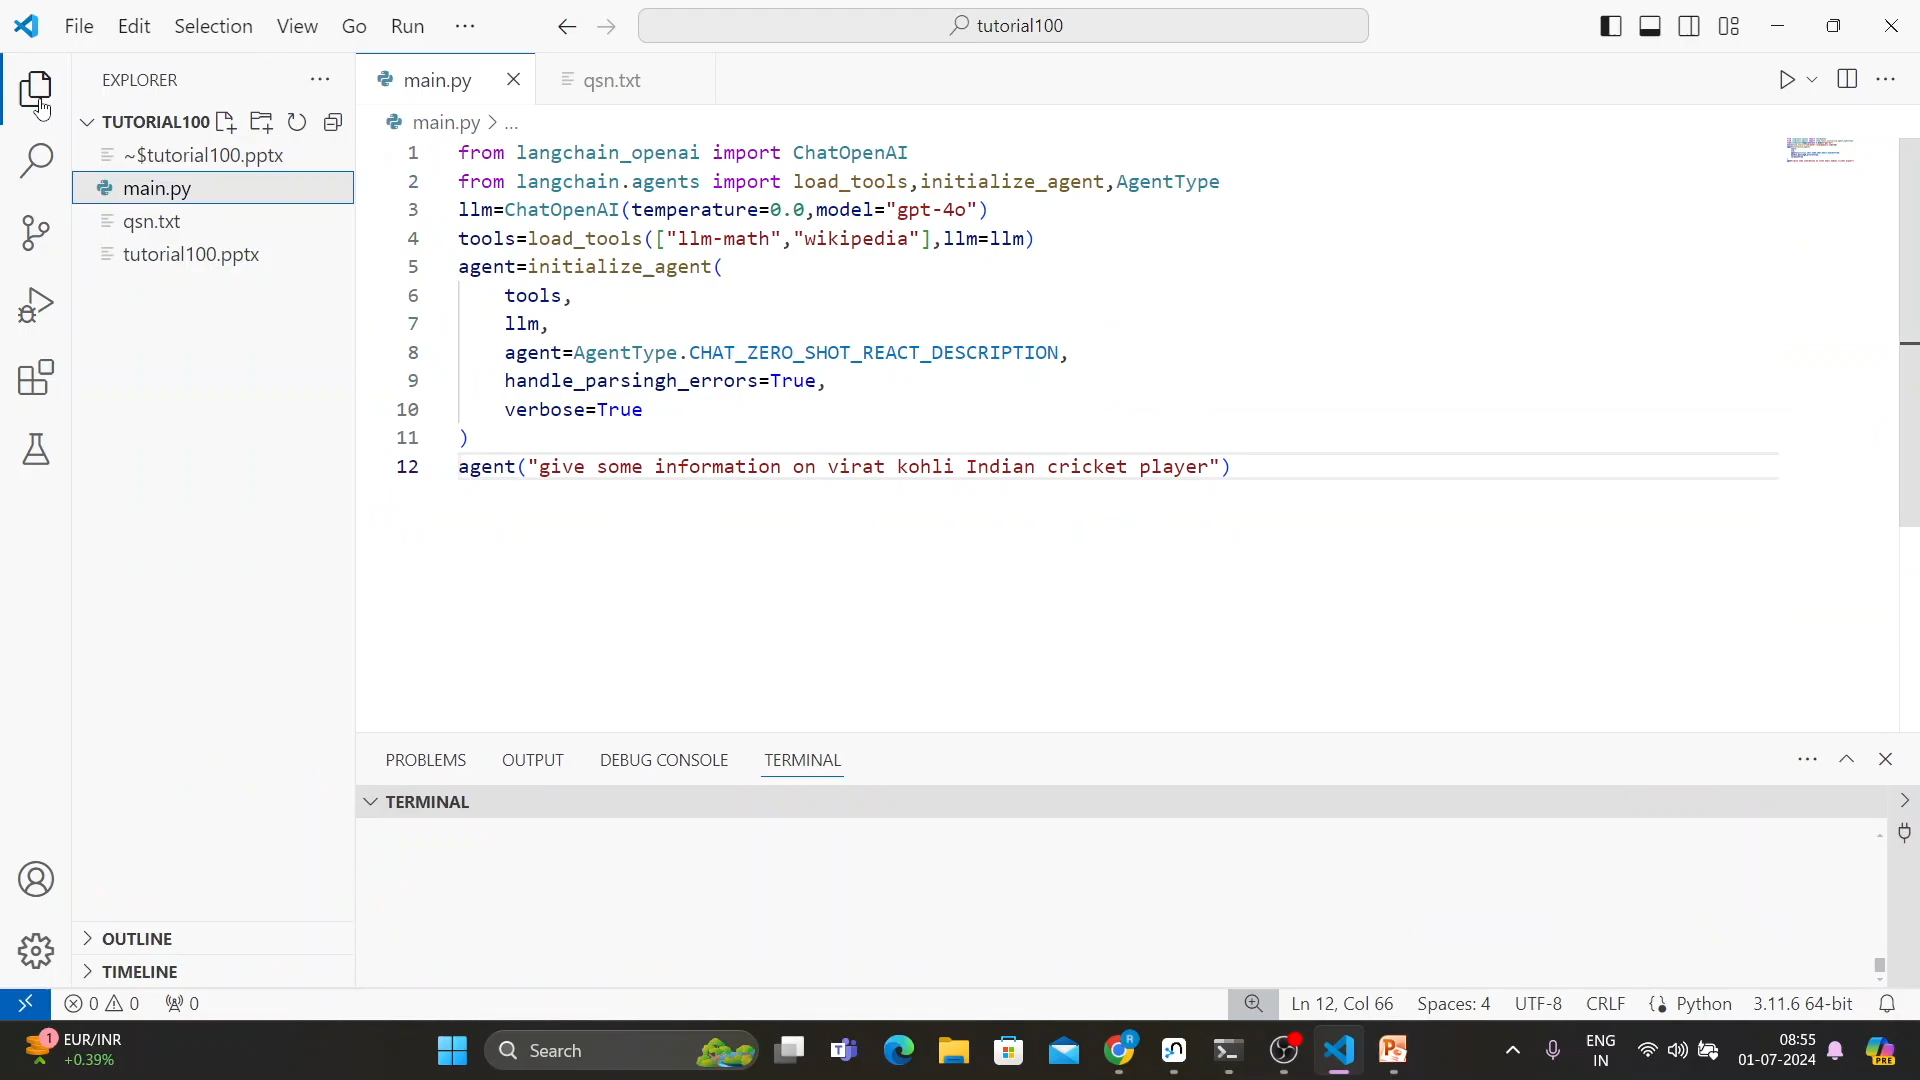 File Edit Selection View Go Run ···
tutorial100
EXPLORER
main.py
qsn.txt
TUTORIAL100
~$tutorial100.pptx
main.py
qsn.txt
tutorial100.pptx
main.py > ...
1 from langchain_openai import ChatOpenAI
2 from langchain.agents import load_tools,initialize_agent,AgentType
3 llm=ChatOpenAI(temperature=0.0,model="gpt-4o")
4 tools=load_tools(["llm-math","wikipedia"],llm=llm)
5 agent=initialize_agent(
6 tools,
7 llm,
8 agent=AgentType.CHAT_ZERO_SHOT_REACT_DESCRIPTION,
9 handle_parsingh_errors=True,
10 verbose=True
11 )
12 agent("give some information on virat kohli Indian cricket player")
PROBLEMS OUTPUT DEBUG CONSOLE TERMINAL
TERMINAL
OUTLINE
TIMELINE
0 0 0
Ln 12, Col 66 Spaces: 4 UTF-8 CRLF Python 3.11.6 64-bit
1 EUR/INR
+0.39%
Search
R
ENG
IN
08:55
01-07-2024
PRE